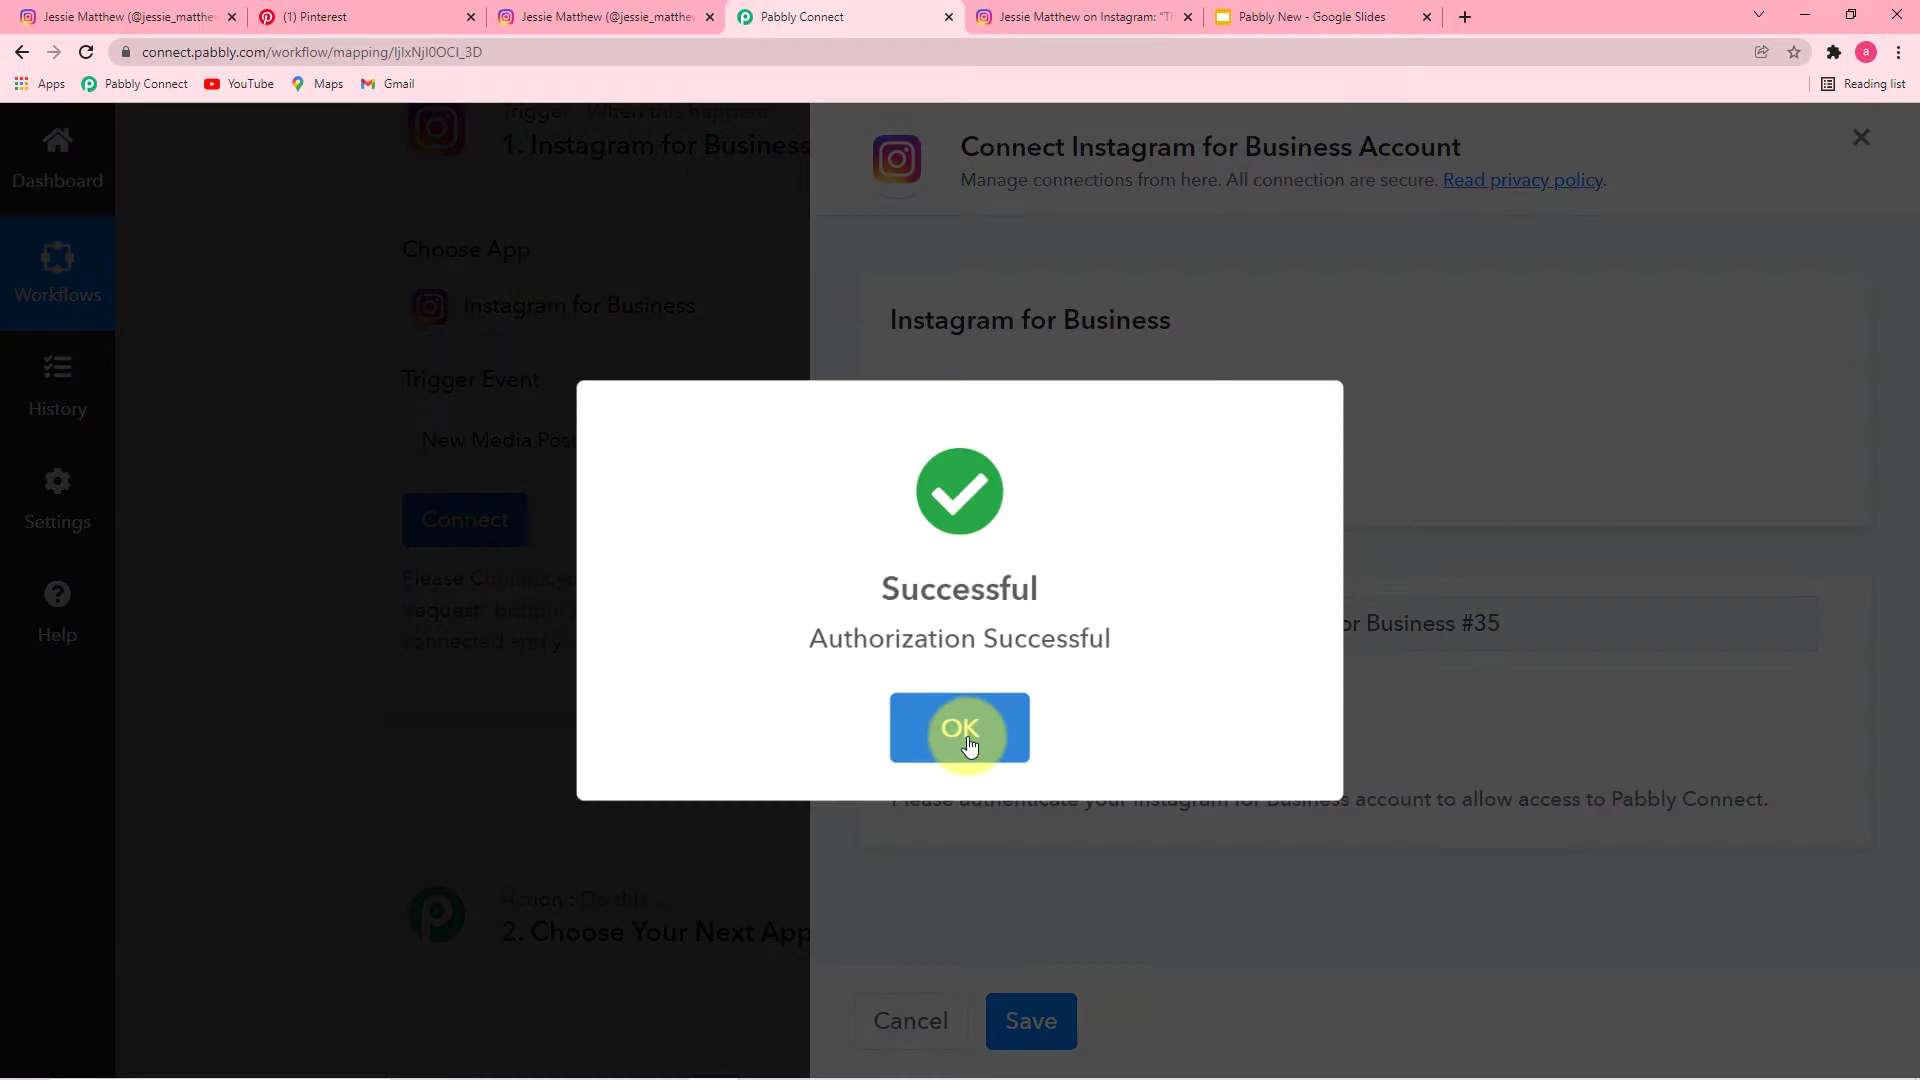 Jessie Matthew (@jessie_matthew
(1) Pinterest
Jessie Matthew (@jessie_matthew
Pabbly Connect
Jessie Matthew on Instagram: "Th
Pabbly New - Google Slides
connect.pabbly.com/workflow/mapping/
a
Apps
Pabbly Connect
YouTube
Maps
Gmail
Reading list
Dashboard
Workflows
History
Settings
Help
Trigger : When this happens
1. Instagram for Business
Choose App
Instagram for Business
Trigger Event
New Media Post
Connect
Please Connect yo
Request" button
connected and y
Action : Do this ...
2. Choose Your Next App
Connect Instagram for Business Account
Manage connections from here. All connection are secure. Read privacy policy.
Instagram for Business
Successful
Authorization Successful
OK
or Business #35
Please authenticate your Instagram for Business account to allow access to Pabbly Connect.
Cancel
Save